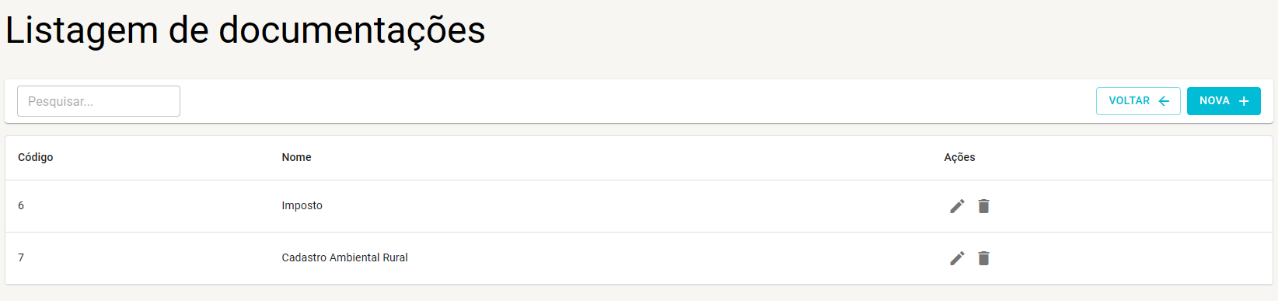 Listagem de documentações
Pesquisar...
VOLTAR
NOVA
Código Nome Ações
6 Imposto
7 Cadastro Ambiental Rural